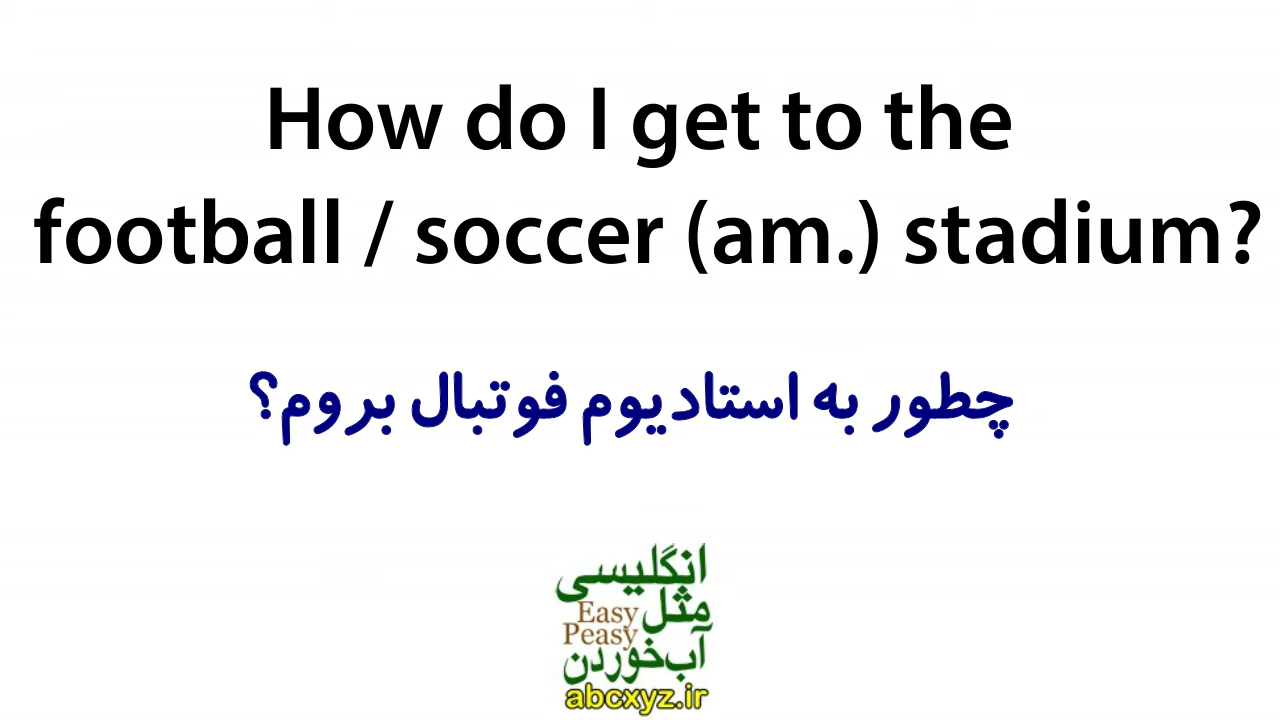 How do I get to the
football / soccer (am.) stadium?
چطور به استادیوم فوتبال بروم؟
انگلیسی
مثل
Easy
Peasy
آب‌خوردن
abcxyz.ir